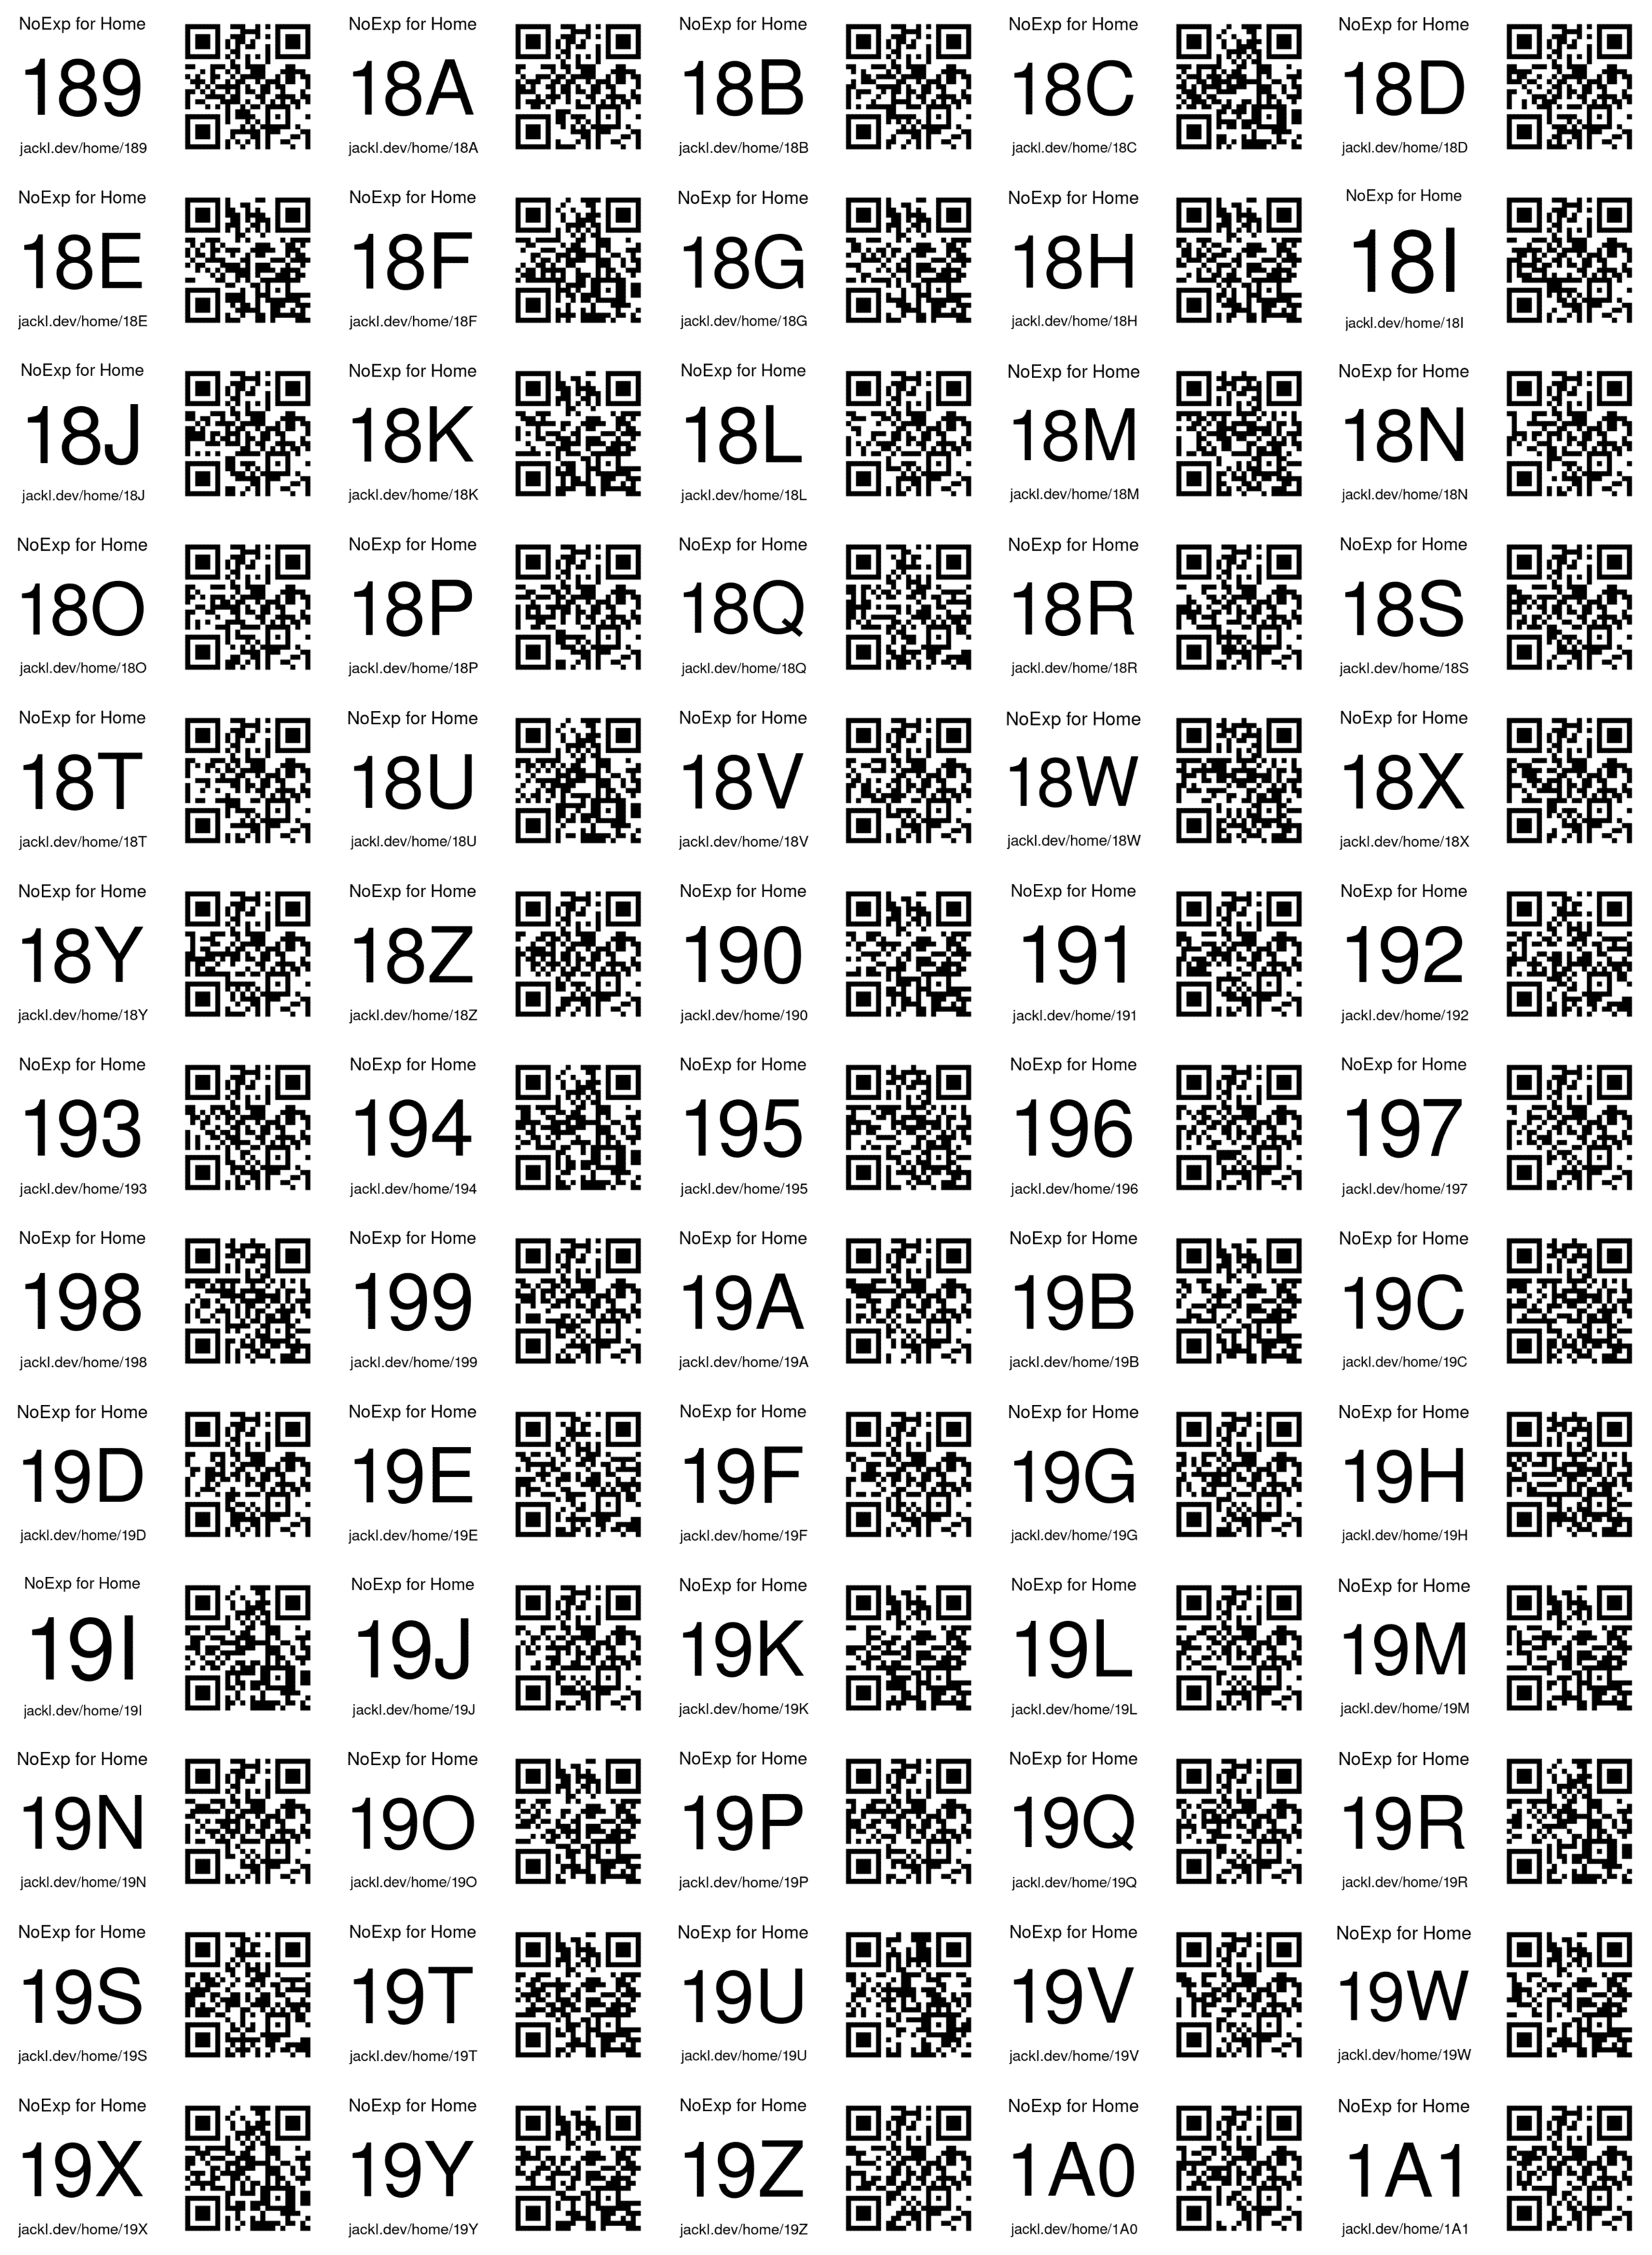 NoExp for Home
189
jackl.dev/home/189
NoExp for Home
18A
jackl.dev/home/18A
NoExp for Home
18B
jackl.dev/home/18B
NoExp for Home
18C
jackl.dev/home/18C
NoExp for Home
18D
jackl.dev/home/18D
NoExp for Home
18E
jackl.dev/home/18E
NoExp for Home
18F
jackl.dev/home/18F
NoExp for Home
18G
jackl.dev/home/18G
NoExp for Home
18H
jackl.dev/home/18H
NoExp for Home
18I
jackl.dev/home/18I
NoExp for Home
18J
jackl.dev/home/18J
NoExp for Home
18K
jackl.dev/home/18K
NoExp for Home
18L
jackl.dev/home/18L
NoExp for Home
18M
jackl.dev/home/18M
NoExp for Home
18N
jackl.dev/home/18N
NoExp for Home
18O
jackl.dev/home/18O
NoExp for Home
18P
jackl.dev/home/18P
NoExp for Home
18Q
jackl.dev/home/18Q
NoExp for Home
18R
jackl.dev/home/18R
NoExp for Home
18S
jackl.dev/home/18S
NoExp for Home
18T
jackl.dev/home/18T
NoExp for Home
18U
jackl.dev/home/18U
NoExp for Home
18V
jackl.dev/home/18V
NoExp for Home
18W
jackl.dev/home/18W
NoExp for Home
18X
jackl.dev/home/18X
NoExp for Home
18Y
jackl.dev/home/18Y
NoExp for Home
18Z
jackl.dev/home/18Z
NoExp for Home
190
jackl.dev/home/190
NoExp for Home
191
jackl.dev/home/191
NoExp for Home
192
jackl.dev/home/192
NoExp for Home
193
jackl.dev/home/193
NoExp for Home
194
jackl.dev/home/194
NoExp for Home
195
jackl.dev/home/195
NoExp for Home
196
jackl.dev/home/196
NoExp for Home
197
jackl.dev/home/197
NoExp for Home
198
jackl.dev/home/198
NoExp for Home
199
jackl.dev/home/199
NoExp for Home
19A
jackl.dev/home/19A
NoExp for Home
19B
jackl.dev/home/19B
NoExp for Home
19C
jackl.dev/home/19C
NoExp for Home
19D
jackl.dev/home/19D
NoExp for Home
19E
jackl.dev/home/19E
NoExp for Home
19F
jackl.dev/home/19F
NoExp for Home
19G
jackl.dev/home/19G
NoExp for Home
19H
jackl.dev/home/19H
NoExp for Home
19I
jackl.dev/home/19I
NoExp for Home
19J
jackl.dev/home/19J
NoExp for Home
19K
jackl.dev/home/19K
NoExp for Home
19L
jackl.dev/home/19L
NoExp for Home
19M
jackl.dev/home/19M
NoExp for Home
19N
jackl.dev/home/19N
NoExp for Home
19O
jackl.dev/home/19O
NoExp for Home
19P
jackl.dev/home/19P
NoExp for Home
19Q
jackl.dev/home/19Q
NoExp for Home
19R
jackl.dev/home/19R
NoExp for Home
19S
jackl.dev/home/19S
NoExp for Home
19T
jackl.dev/home/19T
NoExp for Home
19U
jackl.dev/home/19U
NoExp for Home
19V
jackl.dev/home/19V
NoExp for Home
19W
jackl.dev/home/19W
NoExp for Home
19X
jackl.dev/home/19X
NoExp for Home
19Y
jackl.dev/home/19Y
NoExp for Home
19Z
jackl.dev/home/19Z
NoExp for Home
1A0
jackl.dev/home/1A0
NoExp for Home
1A1
jackl.dev/home/1A1